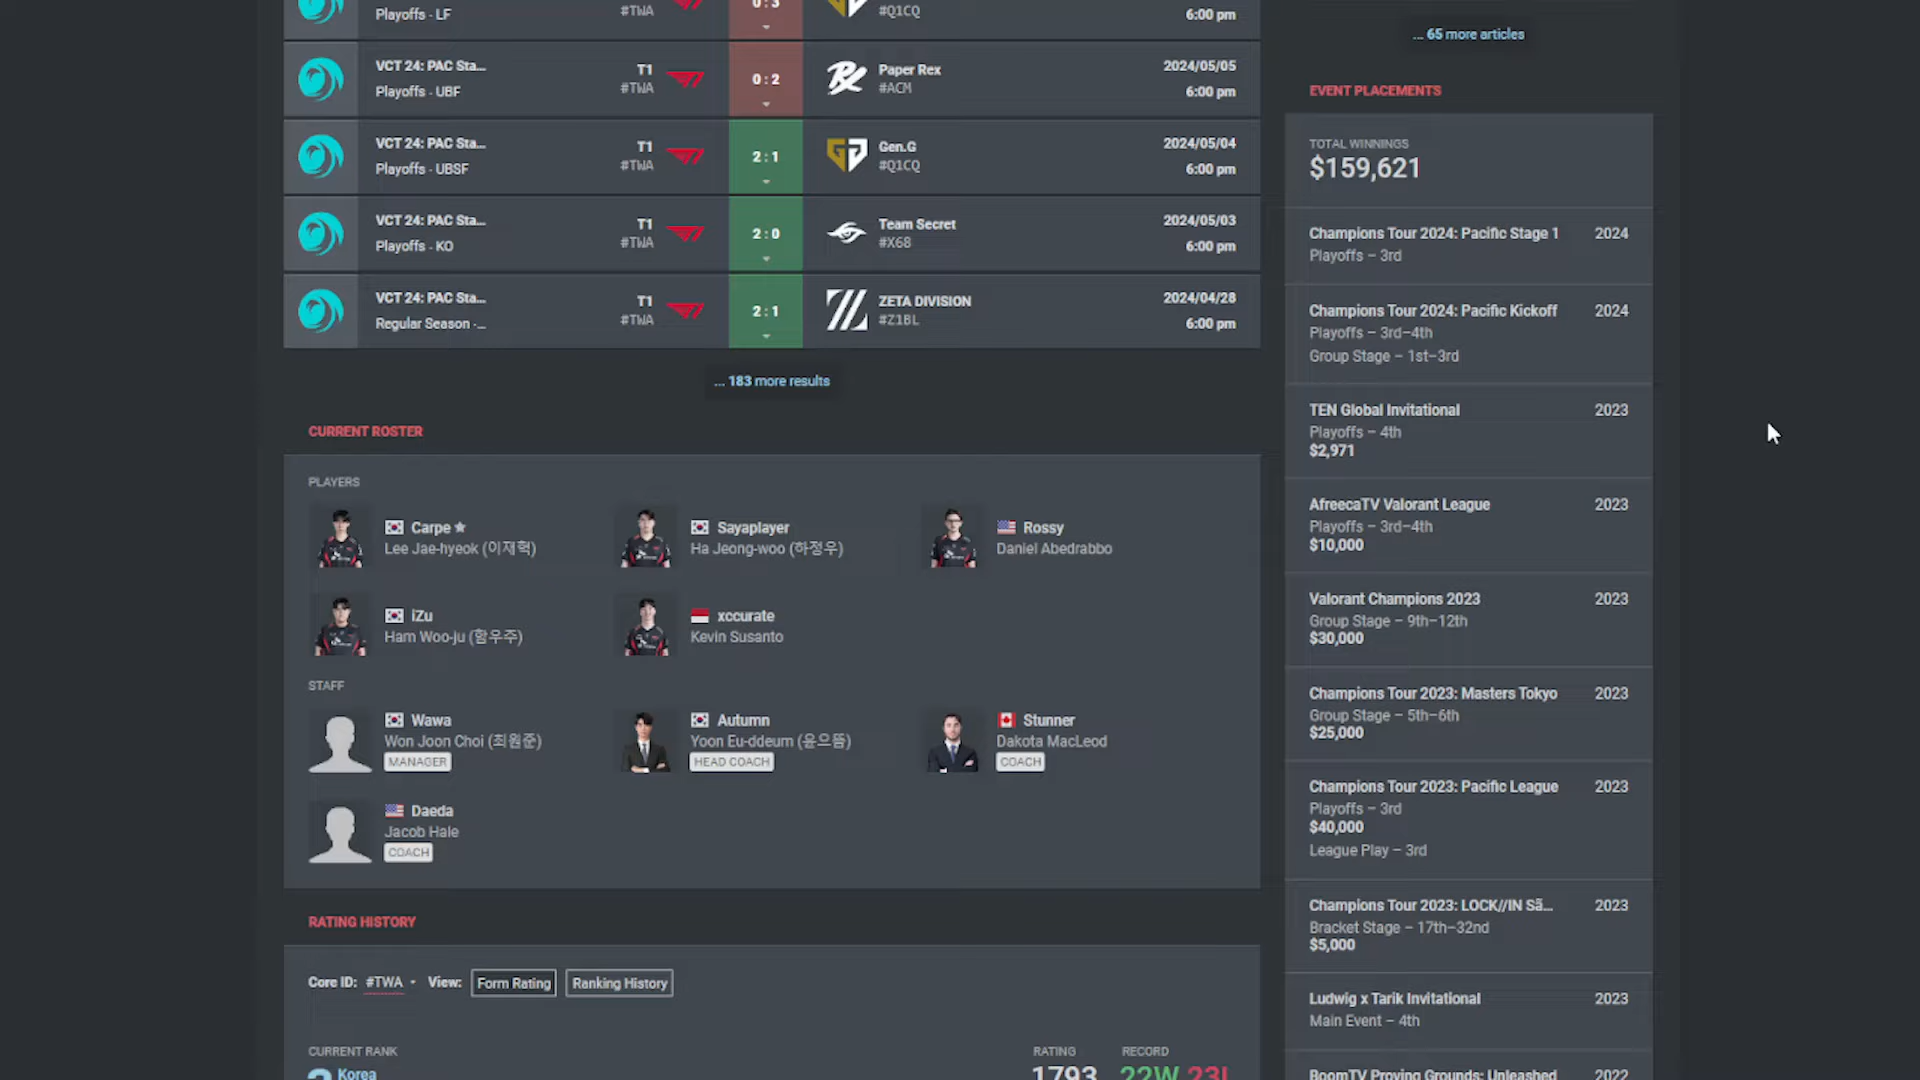 Playoffs - LF
#TWA
0 : 3
#Q1CQ
6:00 pm
VCT 24: PAC Sta...
Playoffs - UBF
T1
#TWA
0 : 2
Paper Rex
#ACM
2024/05/05
6:00 pm
VCT 24: PAC Sta...
Playoffs - UBSF
T1
#TWA
2 : 1
Gen.G
#Q1CQ
2024/05/04
6:00 pm
VCT 24: PAC Sta...
Playoffs - KO
T1
#TWA
2 : 0
Team Secret
#X68
2024/05/03
6:00 pm
VCT 24: PAC Sta...
Regular Season -...
T1
#TWA
2 : 1
ZETA DIVISION
#Z1BL
2024/04/28
6:00 pm
... 183 more results
CURRENT ROSTER
PLAYERS
Carpe
Lee Jae-hyeok (이재혁)
Sayaplayer
Ha Jeong-woo (하정우)
Rossy
Daniel Abedrabbo
iZu
Ham Woo-ju (함우주)
xccurate
Kevin Susanto
STAFF
Wawa
Won Joon Choi (최원준)
MANAGER
Autumn
Yoon Eu-ddeum (윤으뜸)
HEAD COACH
Stunner
Dakota MacLeod
COACH
Daeda
Jacob Hale
COACH
RATING HISTORY
Core ID: #TWA View: Form Rating Ranking History
CURRENT RANK
Korea
RATING
1793
RECORD
22W 23L
... 65 more articles
EVENT PLACEMENTS
TOTAL WINNINGS
$159,621
Champions Tour 2024: Pacific Stage 1 2024
Playoffs – 3rd
Champions Tour 2024: Pacific Kickoff 2024
Playoffs – 3rd–4th
Group Stage – 1st–3rd
TEN Global Invitational 2023
Playoffs – 4th
$2,971
AfreecaTV Valorant League 2023
Playoffs – 3rd–4th
$10,000
Valorant Champions 2023 2023
Group Stage – 9th–12th
$30,000
Champions Tour 2023: Masters Tokyo 2023
Group Stage – 5th–6th
$25,000
Champions Tour 2023: Pacific League 2023
Playoffs – 3rd
$40,000
League Play – 3rd
Champions Tour 2023: LOCK//IN Sã... 2023
Bracket Stage – 17th–32nd
$5,000
Ludwig x Tarik Invitational 2023
Main Event – 4th
BoomTV Proving Grounds: Unleashed 2022